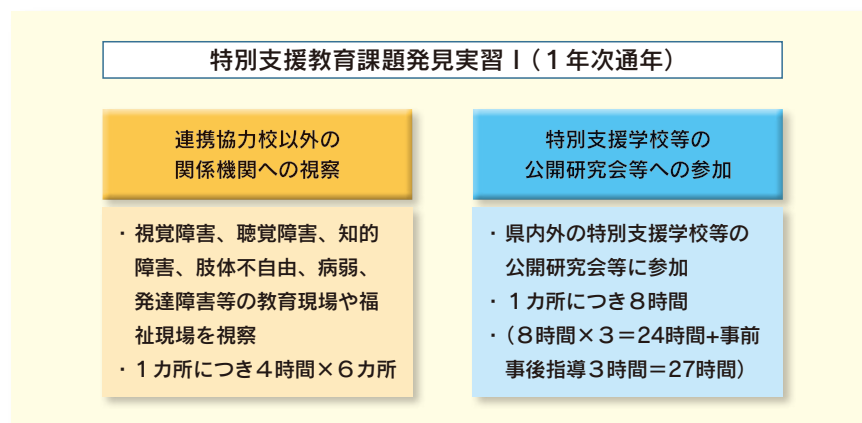 特別支援教育課題発見実習Ⅰ（１年次通年）
連携協力校以外の
関係機関への視察
・視覚障害、聴覚障害、知的
障害、肢体不自由、病弱、
発達障害等の教育現場や福
祉現場を視察
・１カ所につき４時間×６カ所
特別支援学校等の
公開研究会等への参加
・県内外の特別支援学校等の
公開研究会等に参加
・１カ所につき８時間
・（８時間×３＝24時間+事前
事後指導３時間＝27時間）